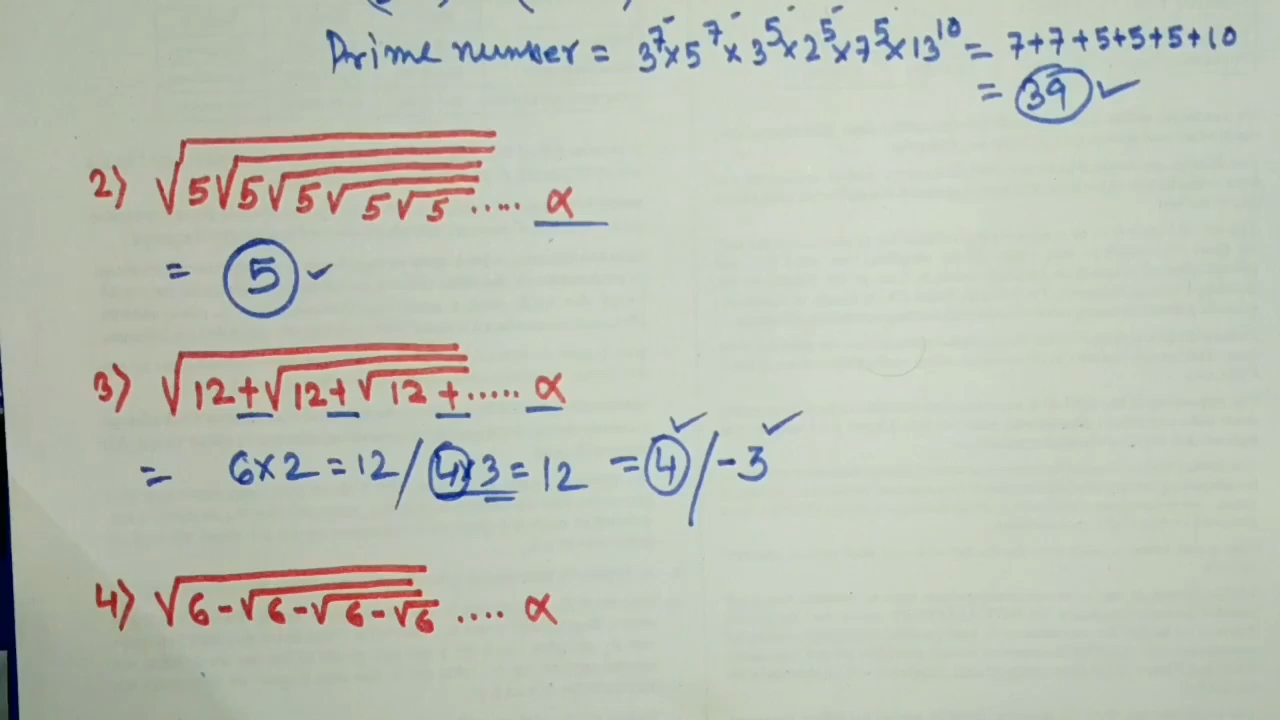 Prime number = 3⁷ × 5⁷ × 3⁵ × 2⁵ × 7⁵ × 13¹⁰ = 7+7+5+5+5+10
= 39 ✓
2) √5√5√5√5√5 ..... α
= 5 ✓
3) √12+√12+√12+ ..... α
= 6×2=12 / 4×3=12 = 4 ✓ / -3 ✓
4) √6-√6-√6-√6 .... α